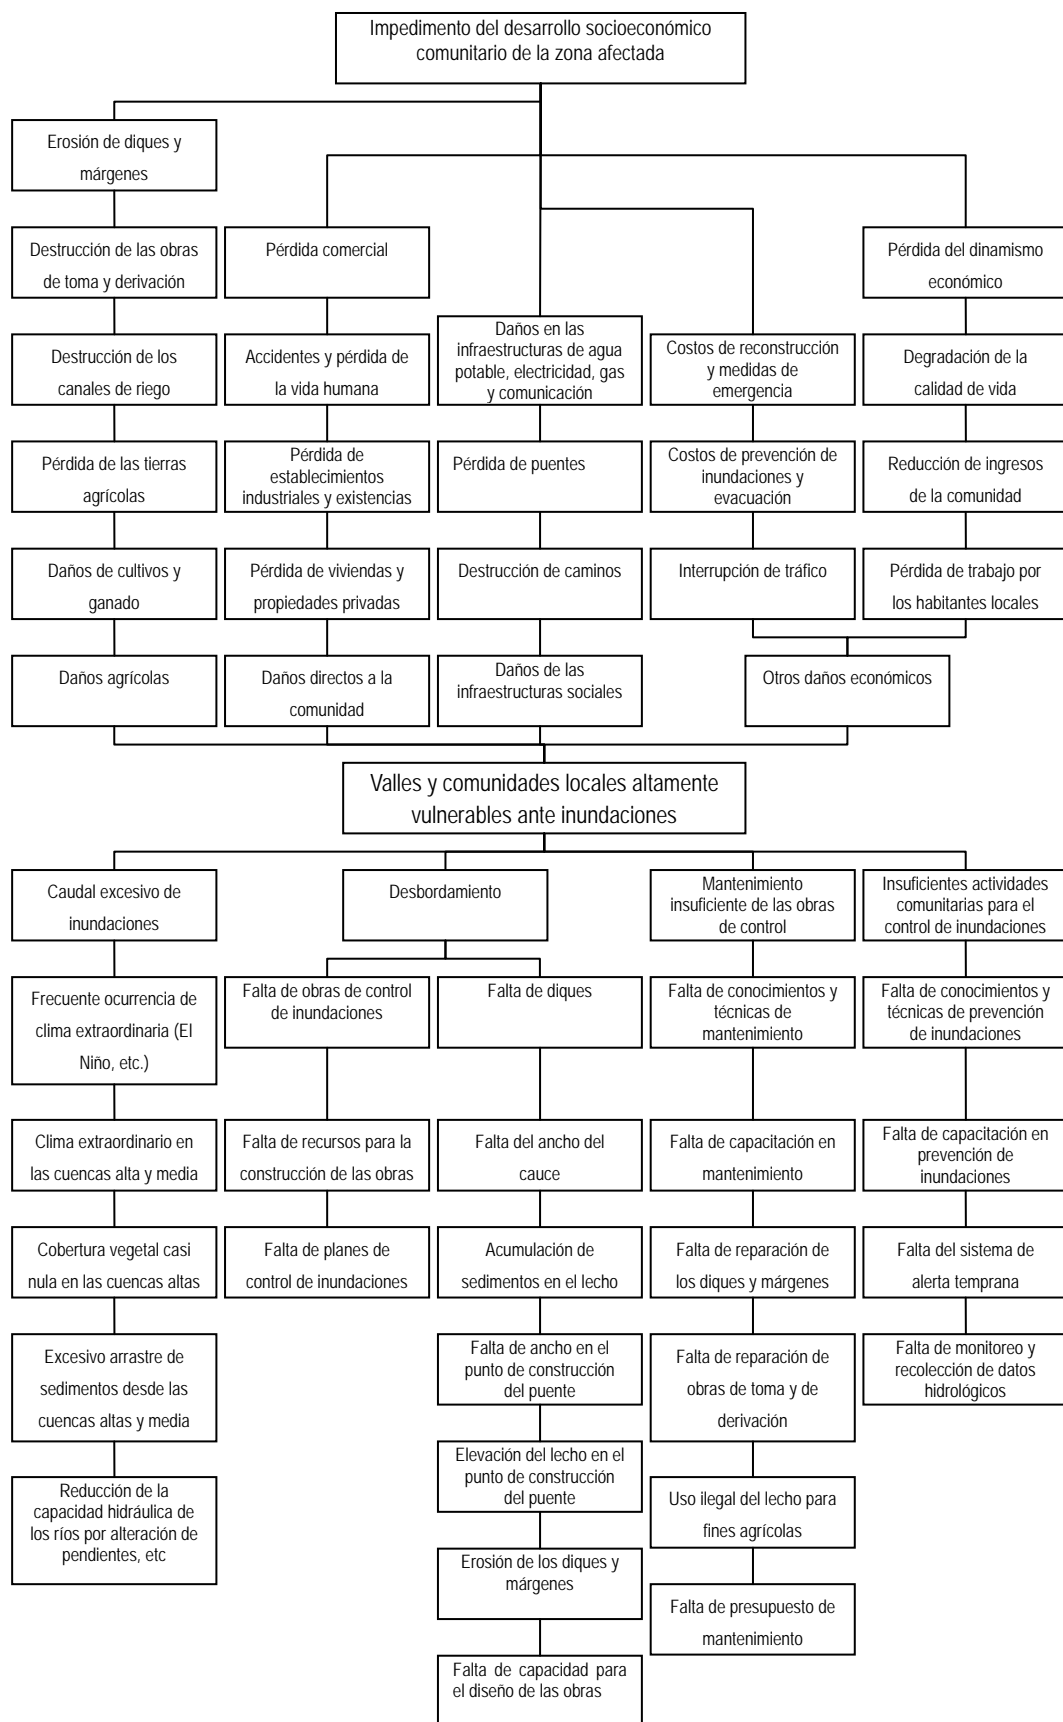 Impedimento del desarrollo socioeconómico
comunitario de la zona afectada
Erosión de diques y
márgenes
Destrucción de las obras
de toma y derivación
Pérdida comercial
Pérdida del dinamismo
económico
Destrucción de los
canales de riego
Accidentes y pérdida de
la vida humana
Daños en las
infraestructuras de agua
potable, electricidad, gas
y comunicación
Costos de reconstrucción
y medidas de
emergencia
Degradación de la
calidad de vida
Pérdida de las tierras
agrícolas
Pérdida de
establecimientos
industriales y existencias
Pérdida de puentes
Costos de prevención de
inundaciones y
evacuación
Reducción de ingresos
de la comunidad
Daños de cultivos y
ganado
Pérdida de viviendas y
propiedades privadas
Destrucción de caminos
Interrupción de tráfico
Pérdida de trabajo por
los habitantes locales
Daños agrícolas
Daños directos a la
comunidad
Daños de las
infraestructuras sociales
Otros daños económicos
Valles y comunidades locales altamente
vulnerables ante inundaciones
Caudal excesivo de
inundaciones
Desbordamiento
Mantenimiento
insuficiente de las obras
de control
Insuficientes actividades
comunitarias para el
control de inundaciones
Frecuente ocurrencia de
clima extraordinaria (El
Niño, etc.)
Falta de obras de control
de inundaciones
Falta de diques
Falta de conocimientos y
técnicas de
mantenimiento
Falta de conocimientos y
técnicas de prevención
de inundaciones
Clima extraordinario en
las cuencas alta y media
Falta de recursos para la
construcción de las obras
Falta del ancho del
cauce
Falta de capacitación en
mantenimiento
Falta de capacitación en
prevención de
inundaciones
Cobertura vegetal casi
nula en las cuencas altas
Falta de planes de
control de inundaciones
Acumulación de
sedimentos en el lecho
Falta de reparación de
los diques y márgenes
Falta del sistema de
alerta temprana
Excesivo arrastre de
sedimentos desde las
cuencas altas y media
Falta de ancho en el
punto de construcción
del puente
Falta de reparación de
obras de toma y de
derivación
Falta de monitoreo y
recolección de datos
hidrológicos
Reducción de la
capacidad hidráulica de
los ríos por alteración de
pendientes, etc
Elevación del lecho en el
punto de construcción
del puente
Uso ilegal del lecho para
fines agrícolas
Erosión de los diques y
márgenes
Falta de presupuesto de
mantenimiento
Falta de capacidad para
el diseño de las obras